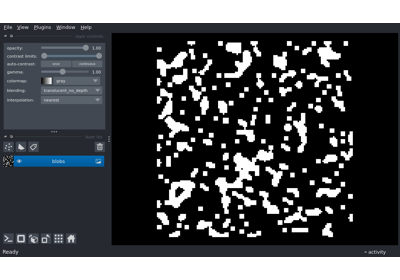 File View Plugins Window Help
opacity: 1.00
contrast limits:
auto-contrast: once continuous
gamma: 1.00
colormap: gray
blending: translucent_no_depth
interpolation: nearest
blobs
Ready
activity